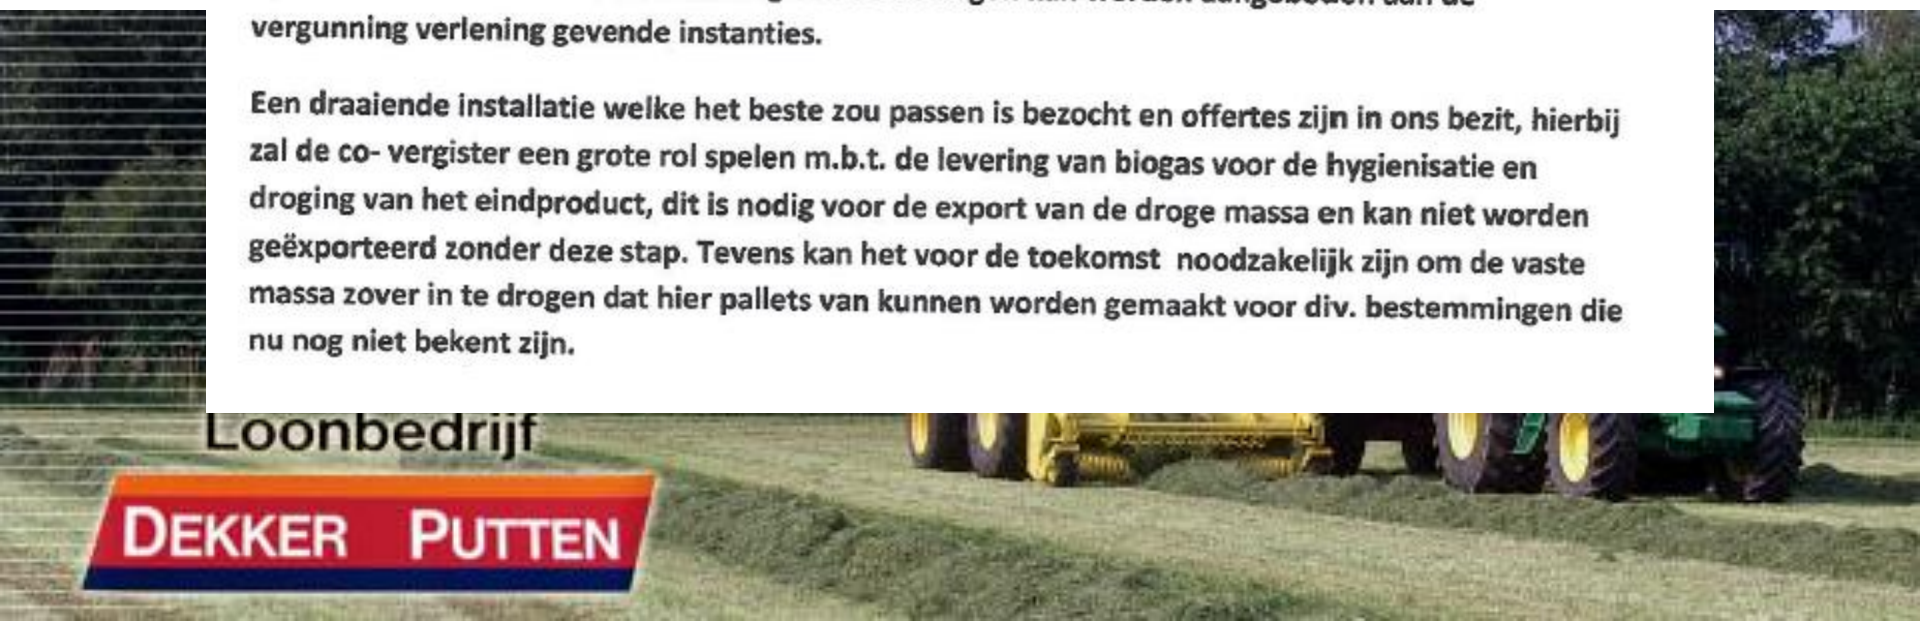 vergunning verlening gevende instanties.
Een draaiende installatie welke het beste zou passen is bezocht en offertes zijn in ons bezit, hierbij
zal de co- vergister een grote rol spelen m.b.t. de levering van biogas voor de hygienisatie en
droging van het eindproduct, dit is nodig voor de export van de droge massa en kan niet worden
geëxporteerd zonder deze stap. Tevens kan het voor de toekomst noodzakelijk zijn om de vaste
massa zover in te drogen dat hier pallets van kunnen worden gemaakt voor div. bestemmingen die
nu nog niet bekent zijn.
Loonbedrijf
DEKKER PUTTEN